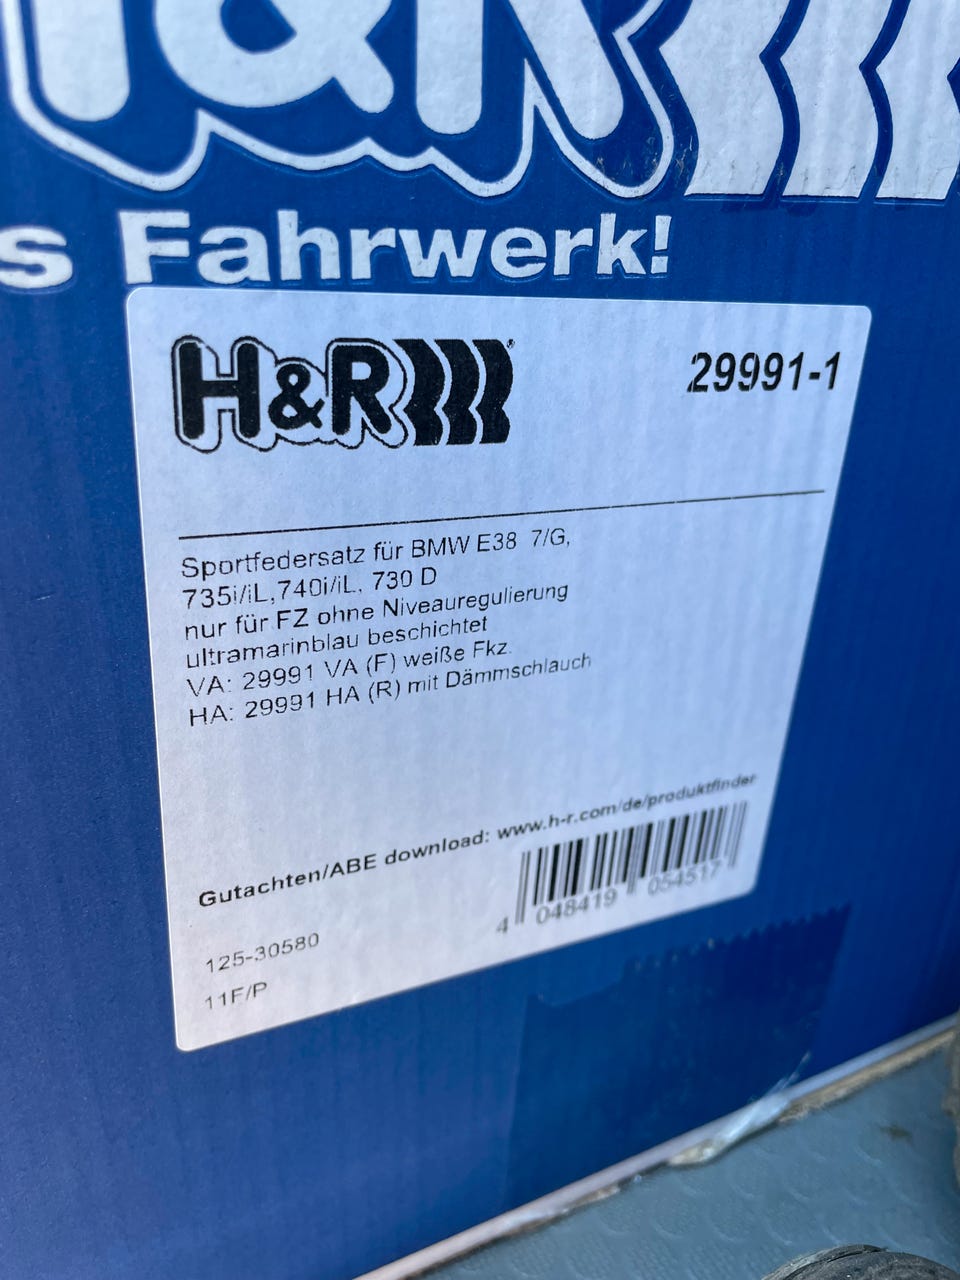 H&R
s Fahrwerk!
H&R®
29991-1
Sportfedersatz für BMW E38 7/G,
735i/iL,740i/iL, 730 D
nur für FZ ohne Niveauregulierung
ultramarinblau beschichtet
VA: 29991 VA (F) weiße Fkz.
HA: 29991 HA (R) mit Dämmschlauch
Gutachten/ABE download: www.h-r.com/de/produktfinder
4 048419 054517
125-30580
11F/P